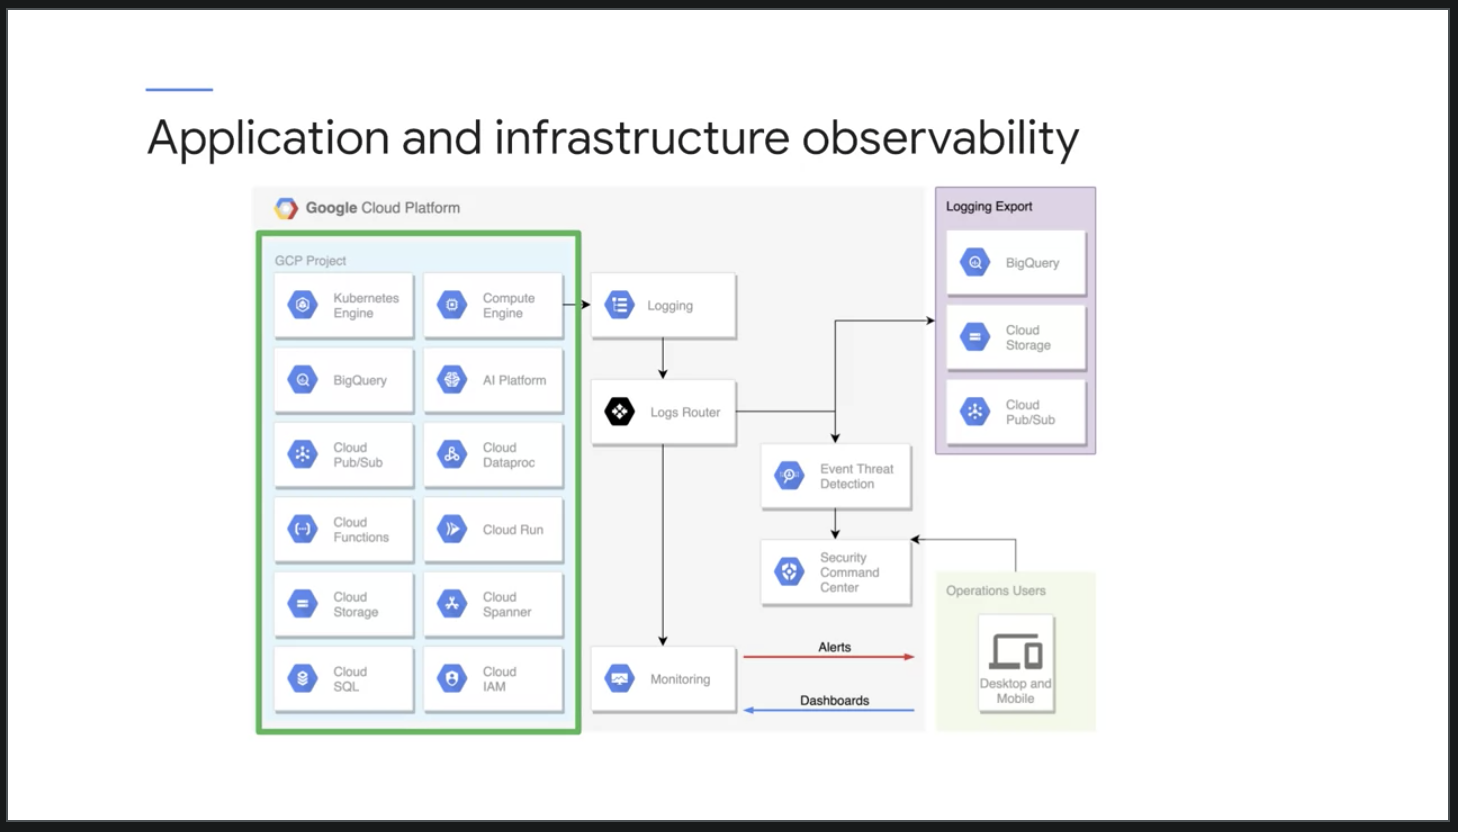 Application and infrastructure observability
Google Cloud Platform
GCP Project
Kubernetes
Engine
Compute
Engine
BigQuery
AI Platform
Cloud
Pub/Sub
Cloud
Dataproc
Cloud
Functions
Cloud Run
Cloud
Storage
Cloud
Spanner
Cloud
SQL
Cloud
IAM
Logging
Logs Router
Monitoring
Event Threat
Detection
Security
Command
Center
Alerts
Dashboards
Logging Export
BigQuery
Cloud
Storage
Cloud
Pub/Sub
Operations Users
Desktop and
Mobile